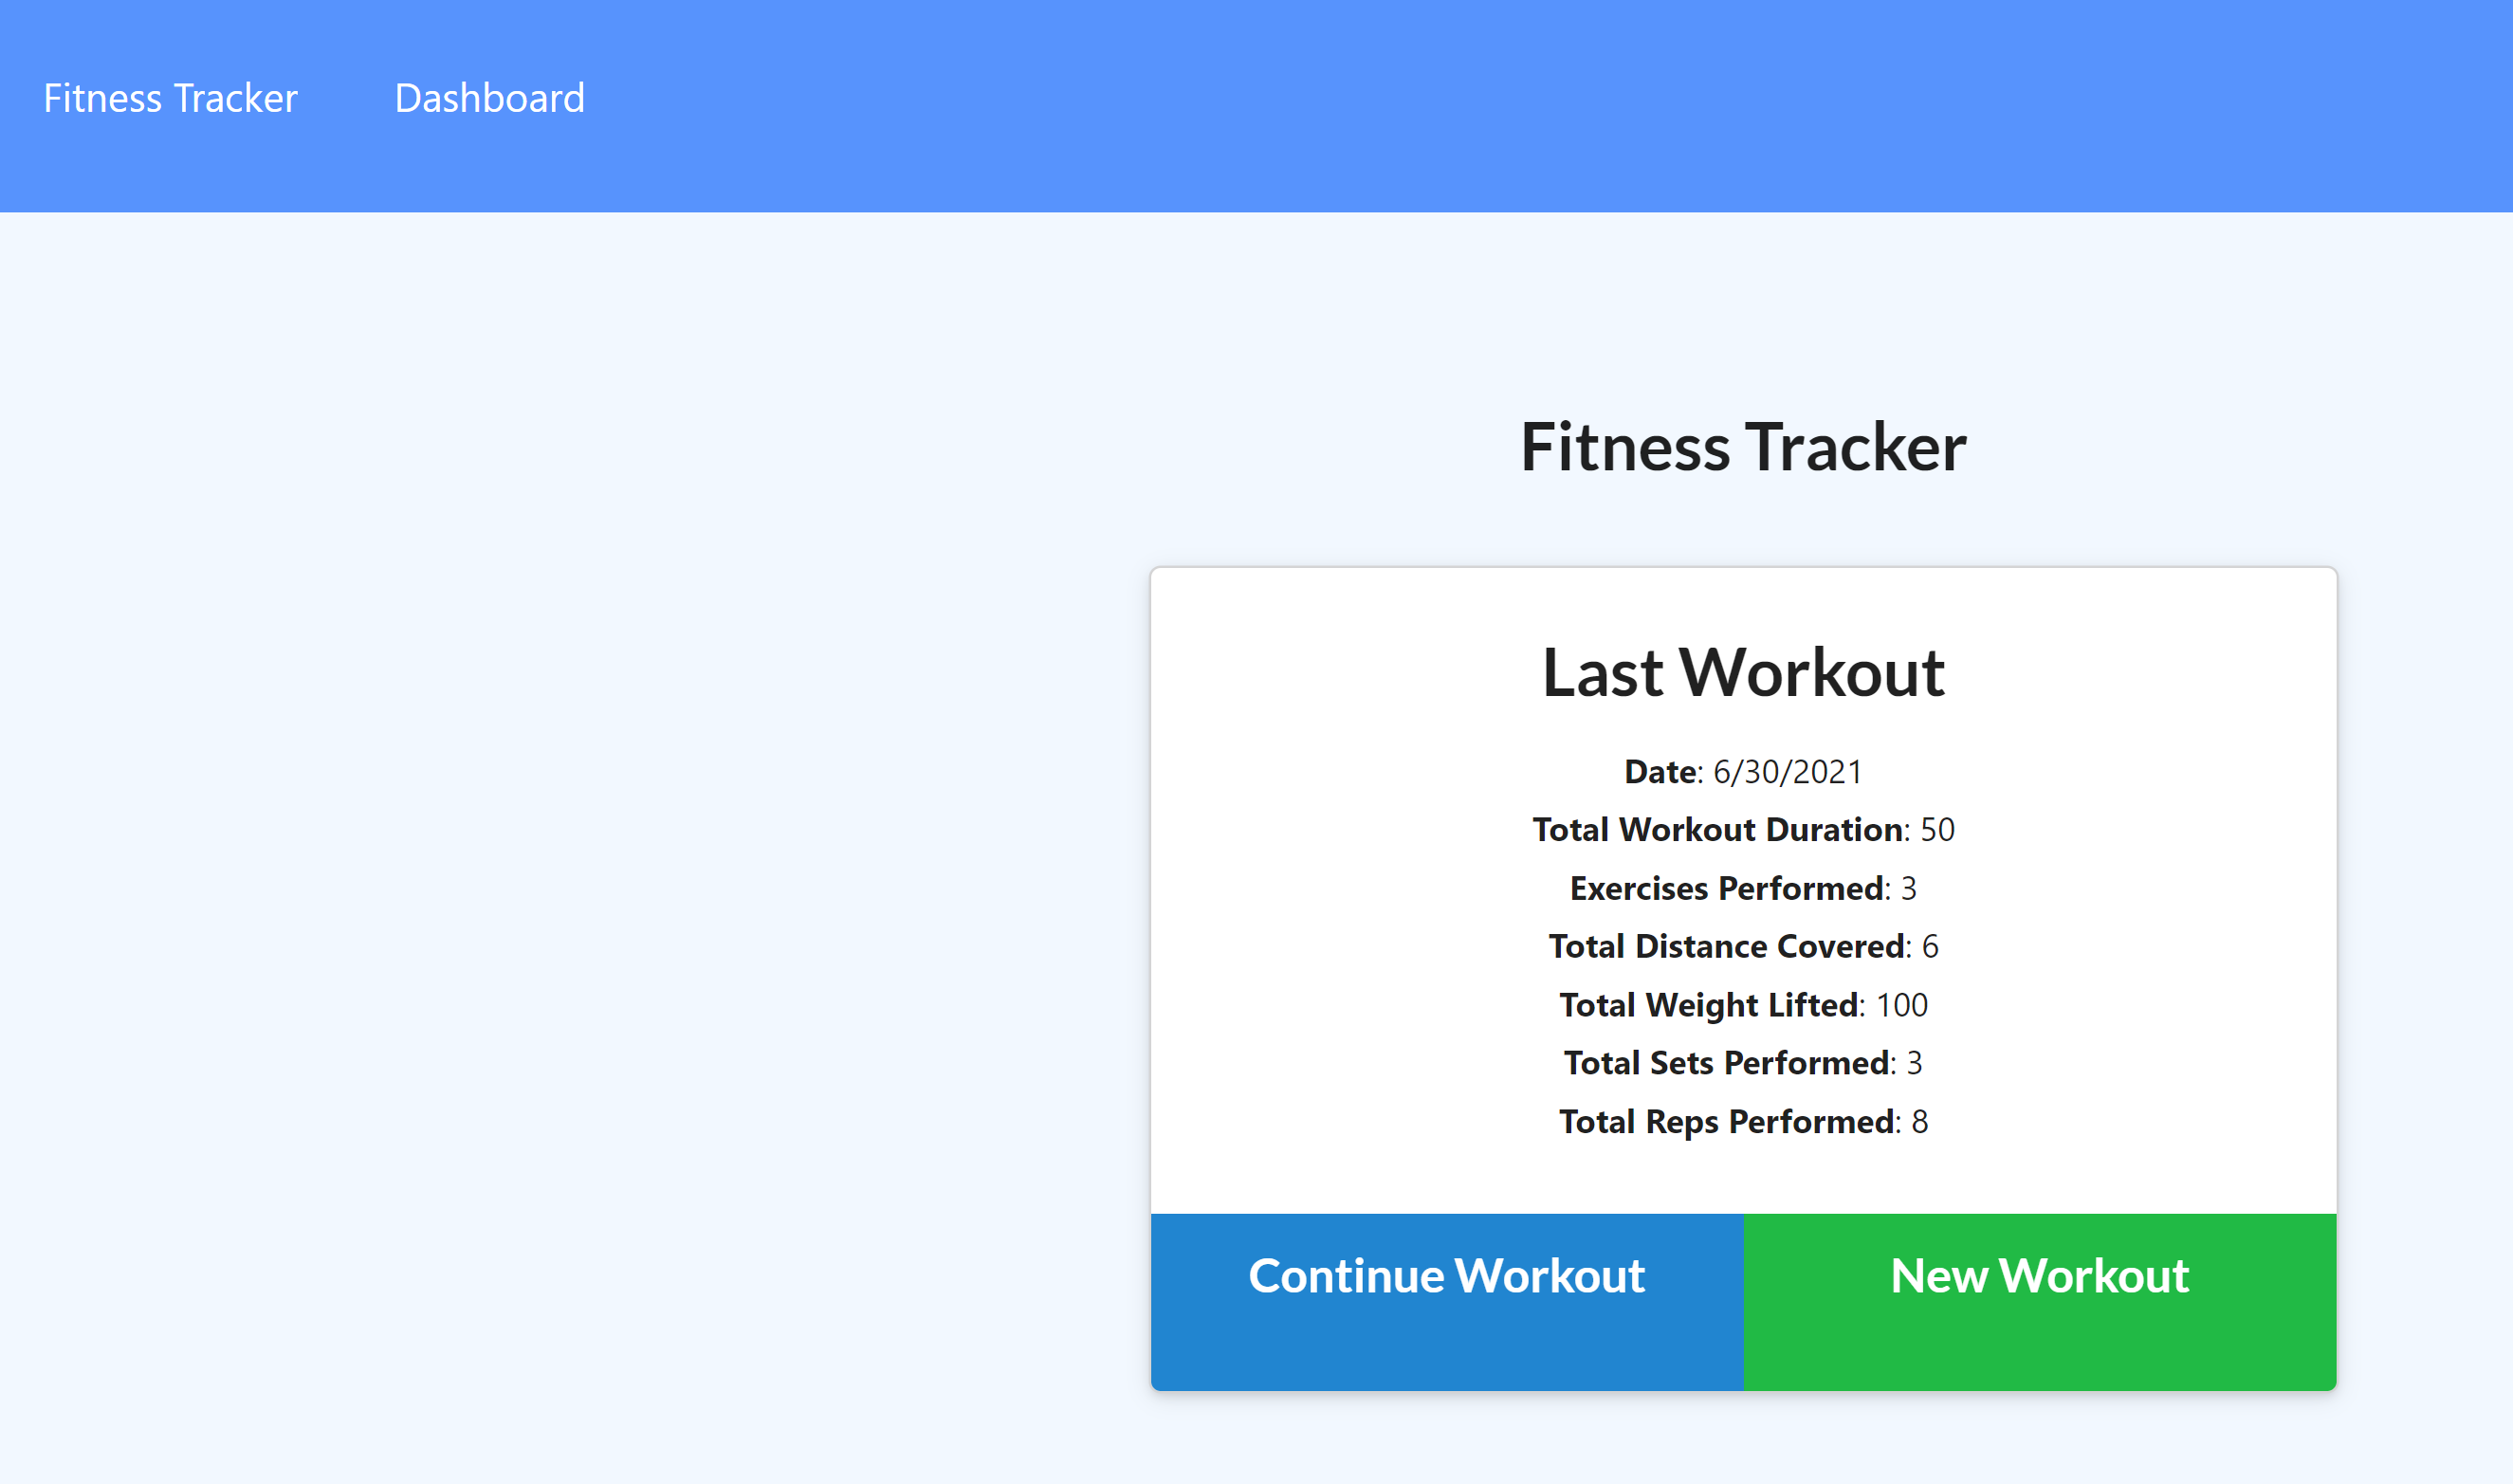 Fitness Tracker Dashboard
Fitness Tracker
Last Workout
Date: 6/30/2021
Total Workout Duration: 50
Exercises Performed: 3
Total Distance Covered: 6
Total Weight Lifted: 100
Total Sets Performed: 3
Total Reps Performed: 8
Continue Workout New Workout